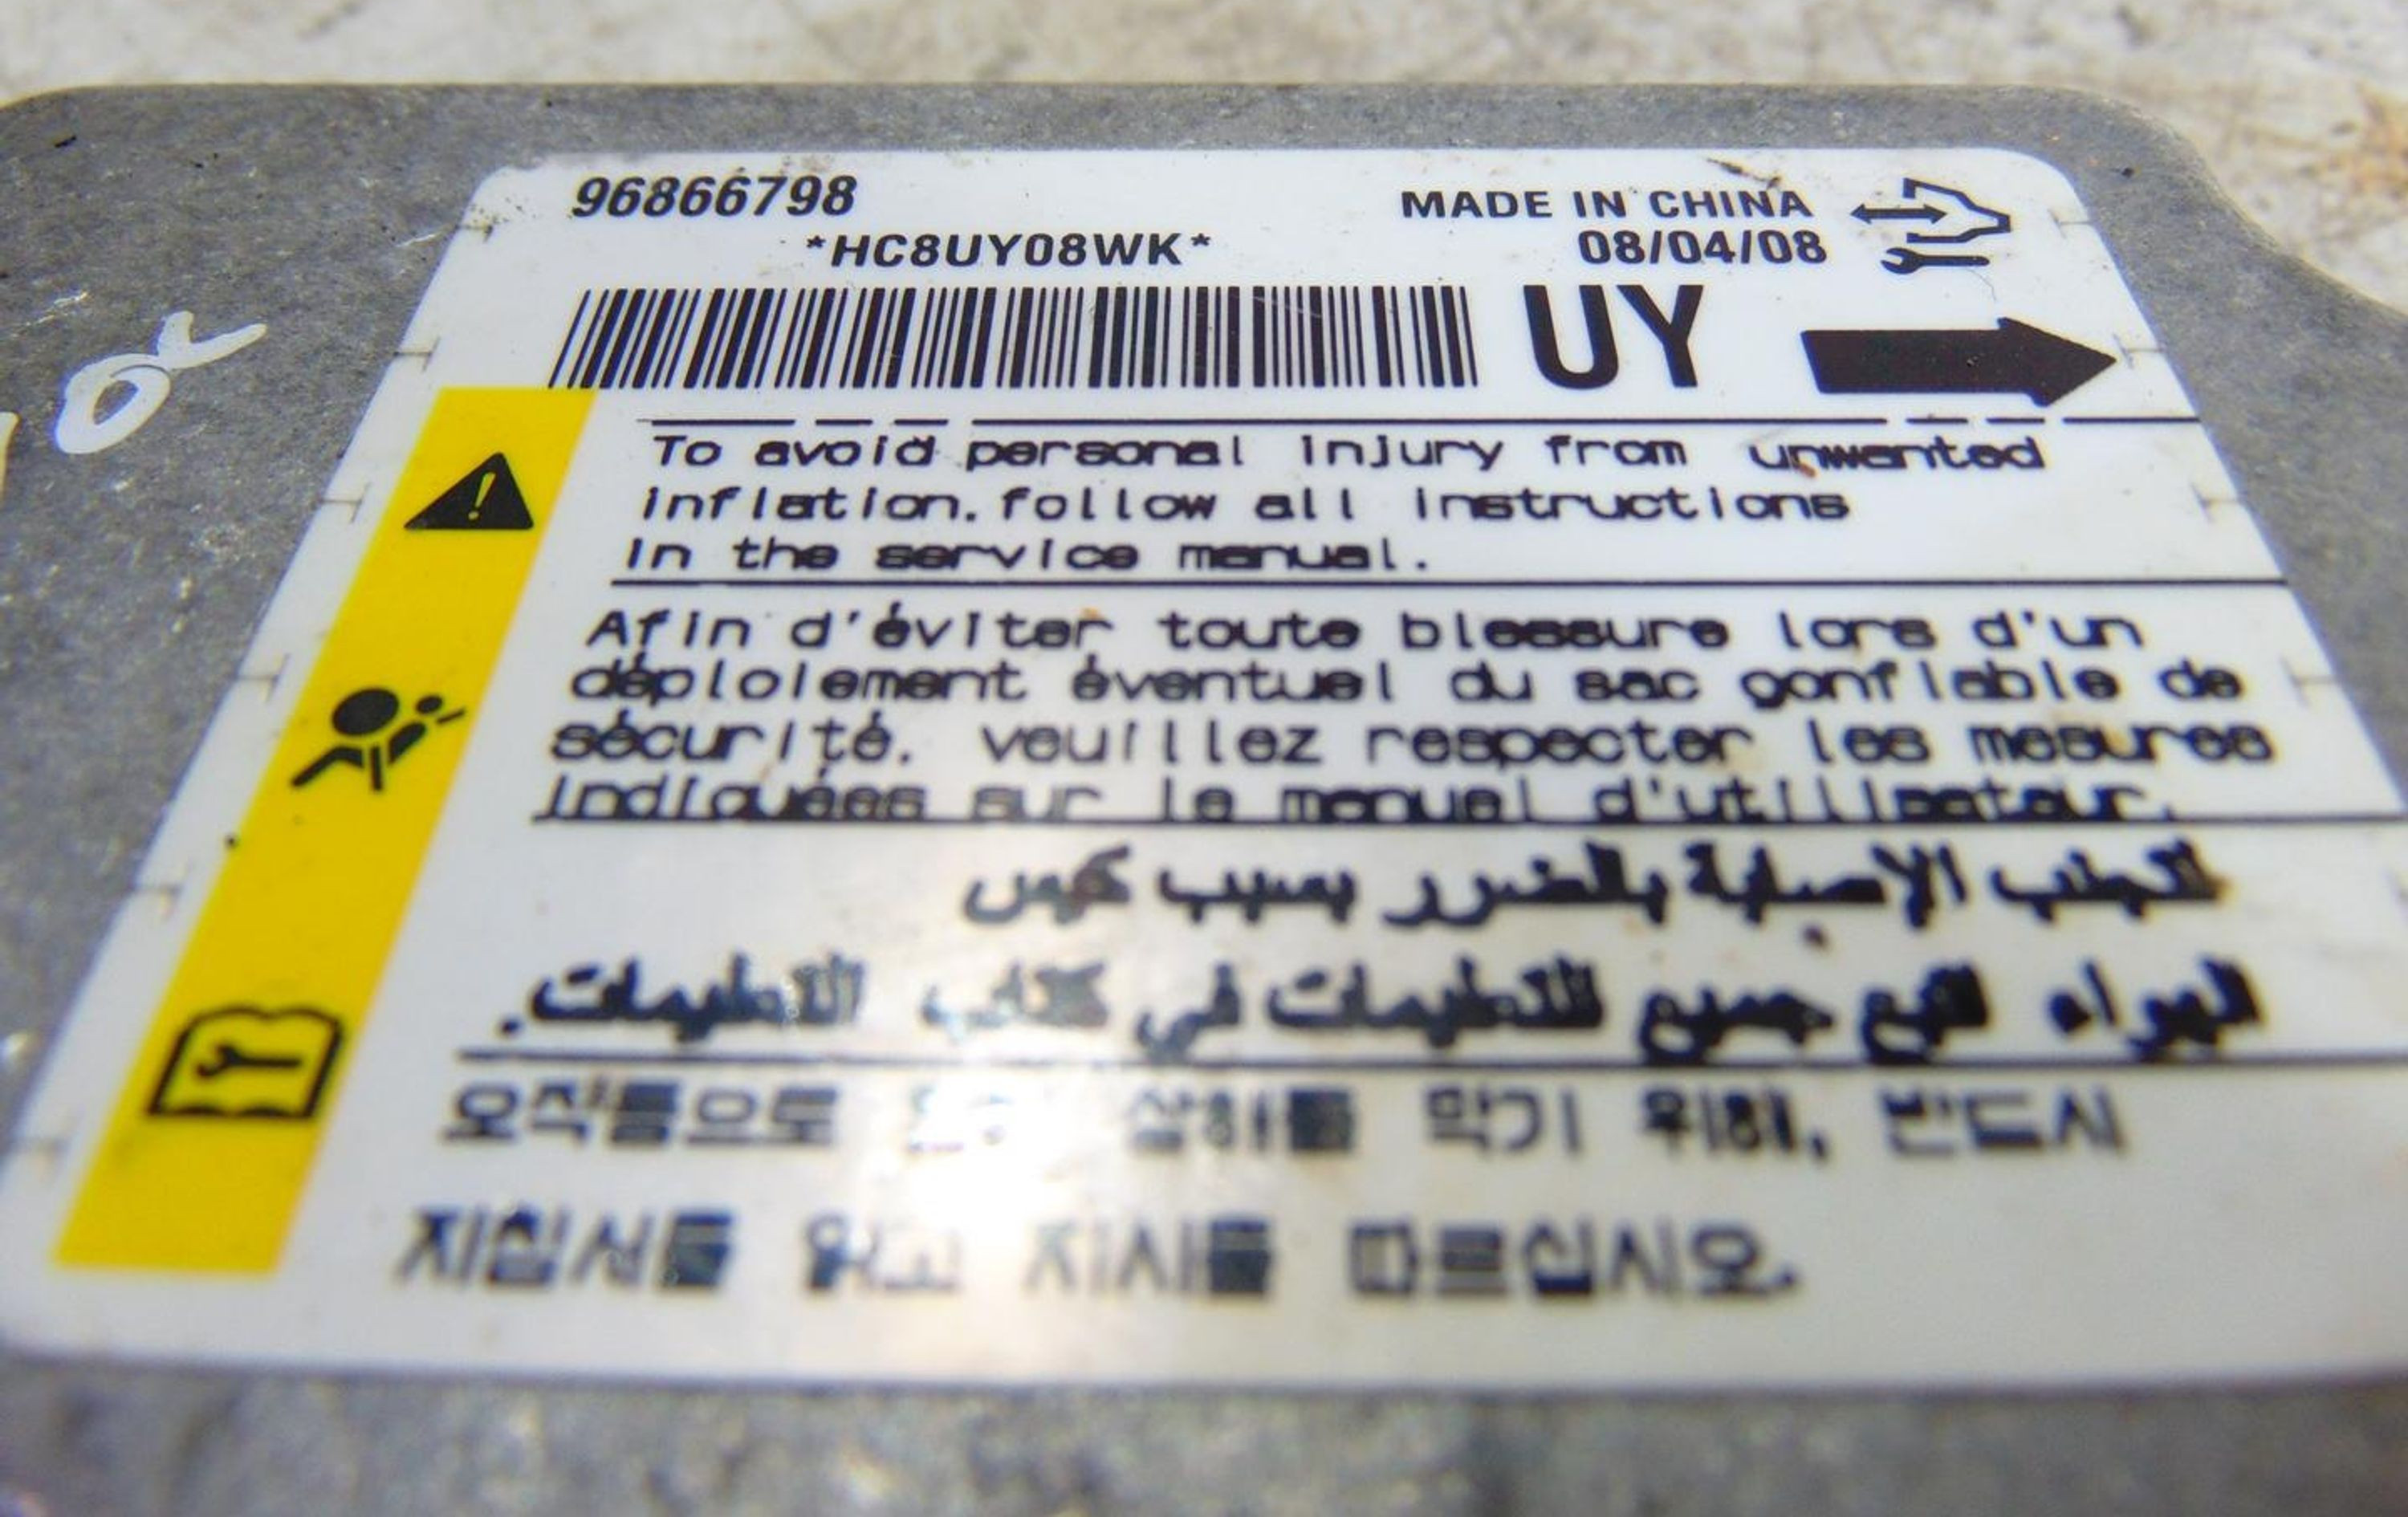 96866798
MADE IN CHINA
*HC8UY08WK*
08/04/08
UY
To avoid personal injury from unwanted
inflation. follow all instructions
in the service manual.
Afin d'éviter toute blessure lors d'un
déploiement éventuel du sac gonflable de
sécurité. veuillez respecter les mesures
indiquées sur le manuel d'utilisateur.
لتجنب الإصابة بالضرر بسبب كيس
الهواء اتبع جميع التعليمات في كتاب التعليمات.
오작동으로 상해를 막기 위해, 반드시
지침서를 읽고 지시를 따르십시오.